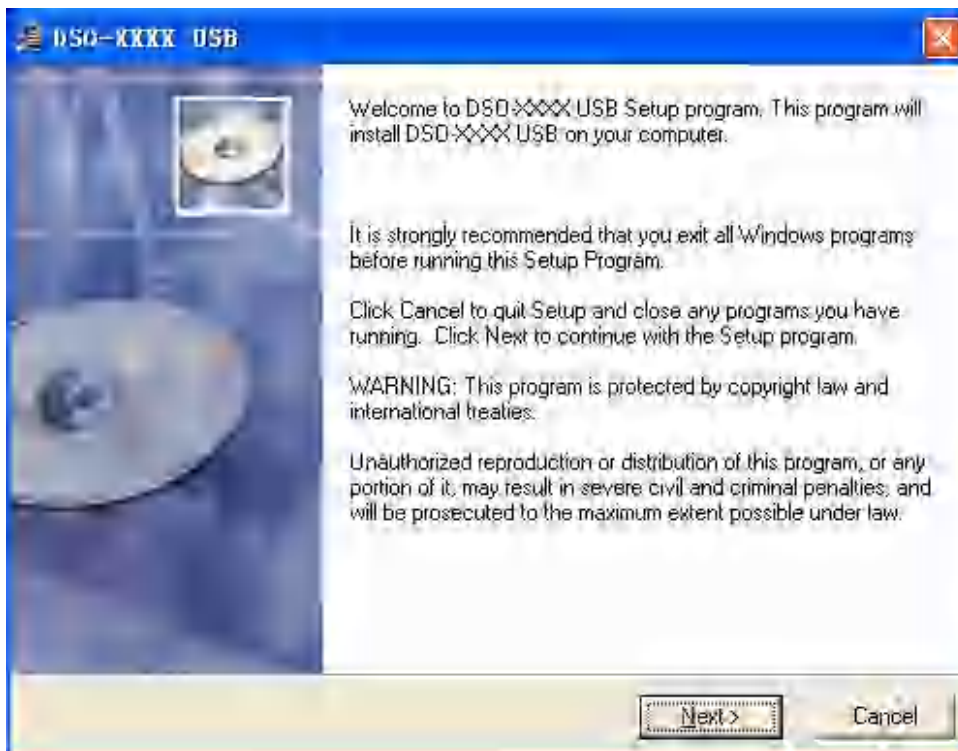 DSO-XXXX USB
Welcome to DSO-XXXX USB Setup program. This program will
install DSO-XXXX USB on your computer.
It is strongly recommended that you exit all Windows programs
before running this Setup Program.
Click Cancel to quit Setup and close any programs you have
running. Click Next to continue with the Setup program.
WARNING: This program is protected by copyright law and
international treaties.
Unauthorized reproduction or distribution of this program, or any
portion of it, may result in severe civil and criminal penalties, and
will be prosecuted to the maximum extent possible under law.
Next >
Cancel